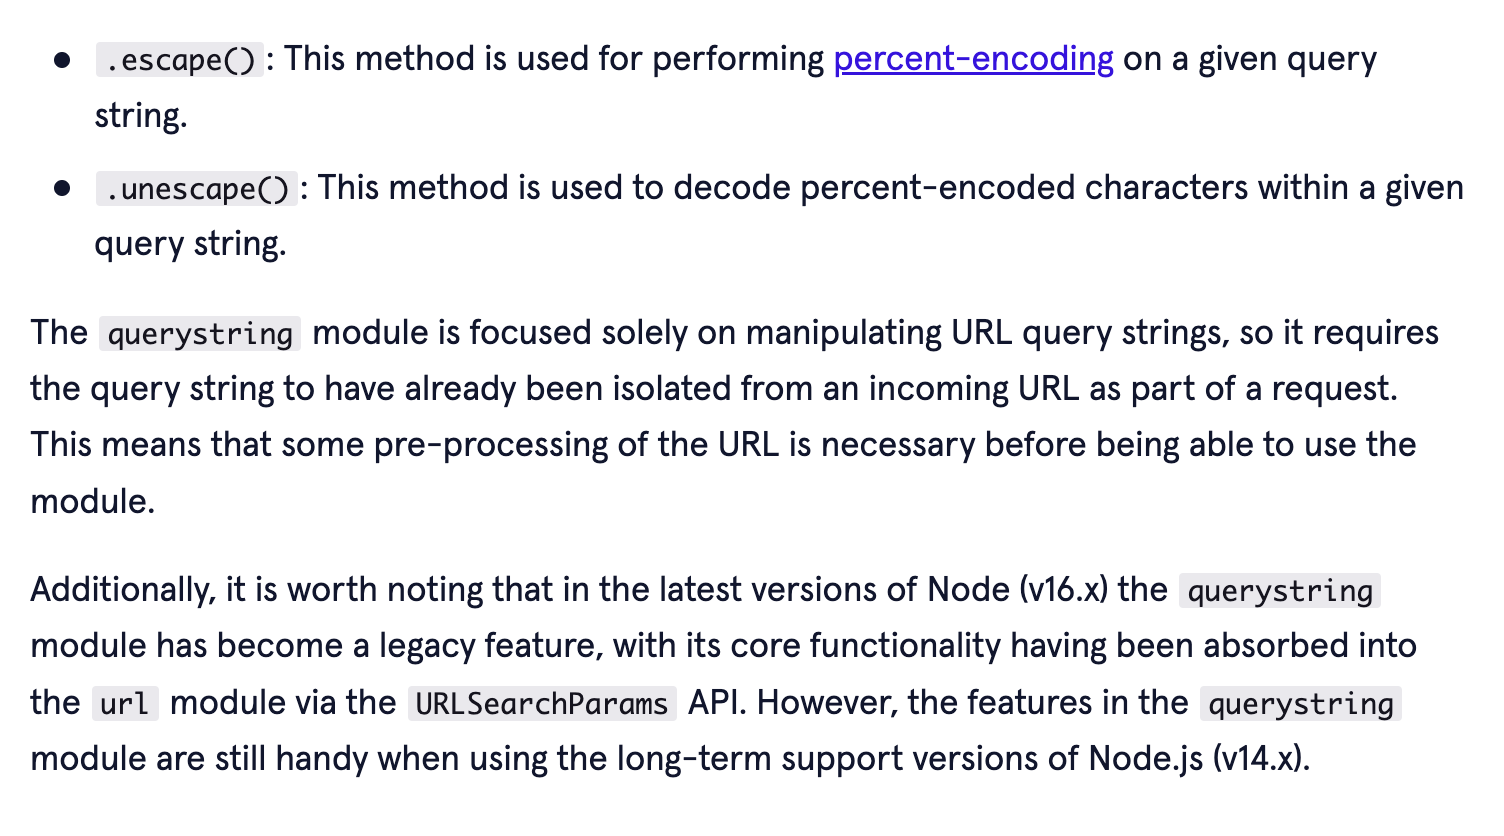 .escape(): This method is used for performing percent-encoding on a given query
string.
.unescape(): This method is used to decode percent-encoded characters within a given
query string.
The querystring module is focused solely on manipulating URL query strings, so it requires
the query string to have already been isolated from an incoming URL as part of a request.
This means that some pre-processing of the URL is necessary before being able to use the
module.
Additionally, it is worth noting that in the latest versions of Node (v16.x) the querystring
module has become a legacy feature, with its core functionality having been absorbed into
the url module via the URLSearchParams API. However, the features in the querystring
module are still handy when using the long-term support versions of Node.js (v14.x).